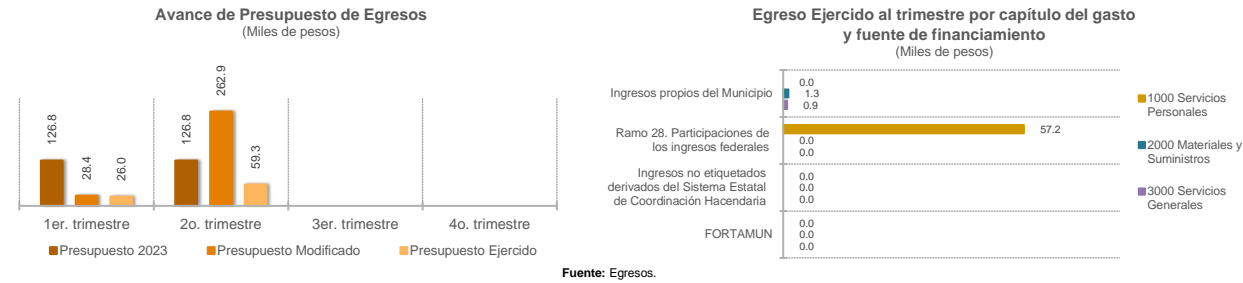 Avance de Presupuesto de Egresos
(Miles de pesos)
126.8
28.4
26.0
126.8
262.9
59.3
1er. trimestre
2o. trimestre
3er. trimestre
4o. trimestre
Presupuesto 2023
Presupuesto Modificado
Presupuesto Ejercido
Egreso Ejercido al trimestre por capítulo del gasto
y fuente de financiamiento
(Miles de pesos)
Ingresos propios del Municipio
0.0
1.3
0.9
Ramo 28. Participaciones de
los ingresos federales
57.2
0.0
0.0
Ingresos no etiquetados
derivados del Sistema Estatal
de Coordinación Hacendaria
0.0
0.0
0.0
FORTAMUN
0.0
0.0
0.0
1000 Servicios
Personales
2000 Materiales y
Suministros
3000 Servicios
Generales
Fuente: Egresos.